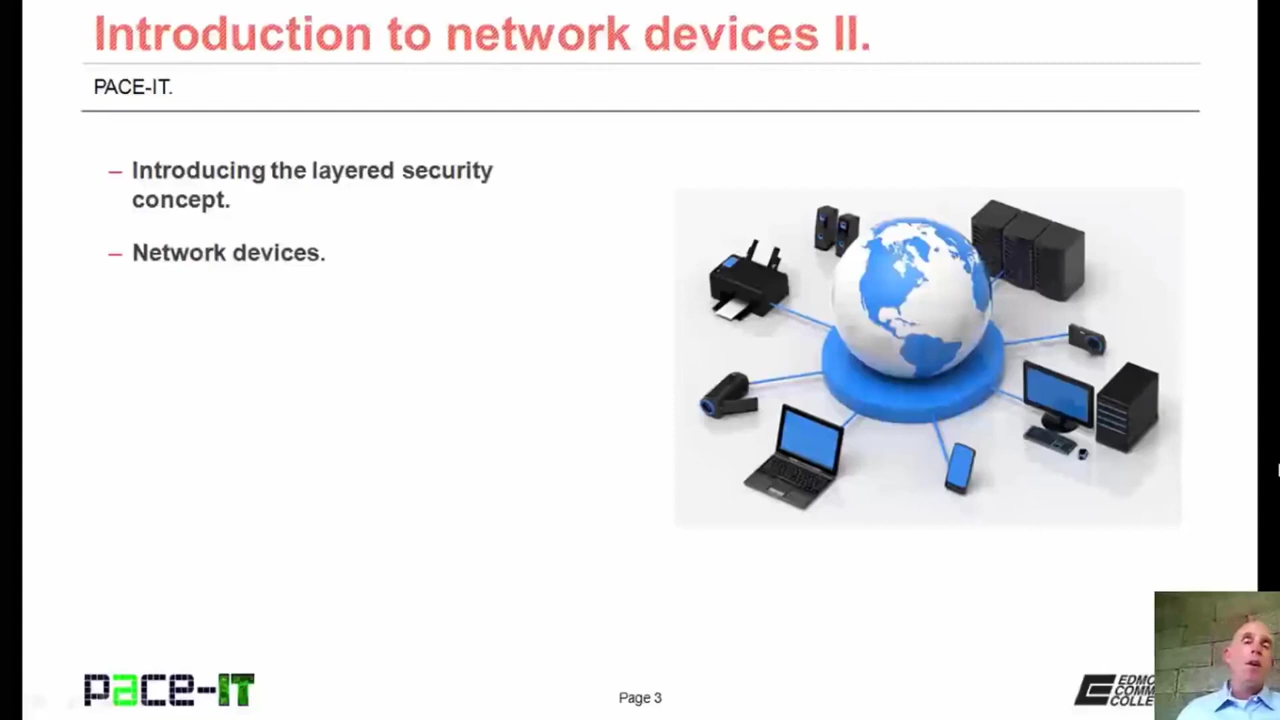 Introduction to network devices II.
PACE-IT.
– Introducing the layered security
concept.
– Network devices.
pace-IT
Page 3